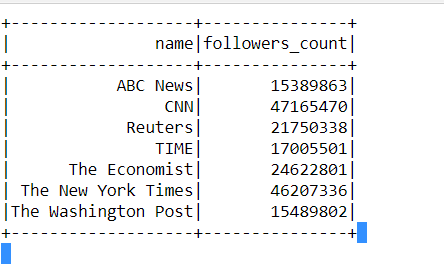 +------------------+---------------+
|              name|followers_count|
+------------------+---------------+
|          ABC News|       15389863|
|               CNN|       47165470|
|           Reuters|       21750338|
|              TIME|       17005501|
|     The Economist|       24622801|
|The New York Times|       46207336|
|The Washington Post|       15489802|
+------------------+---------------+